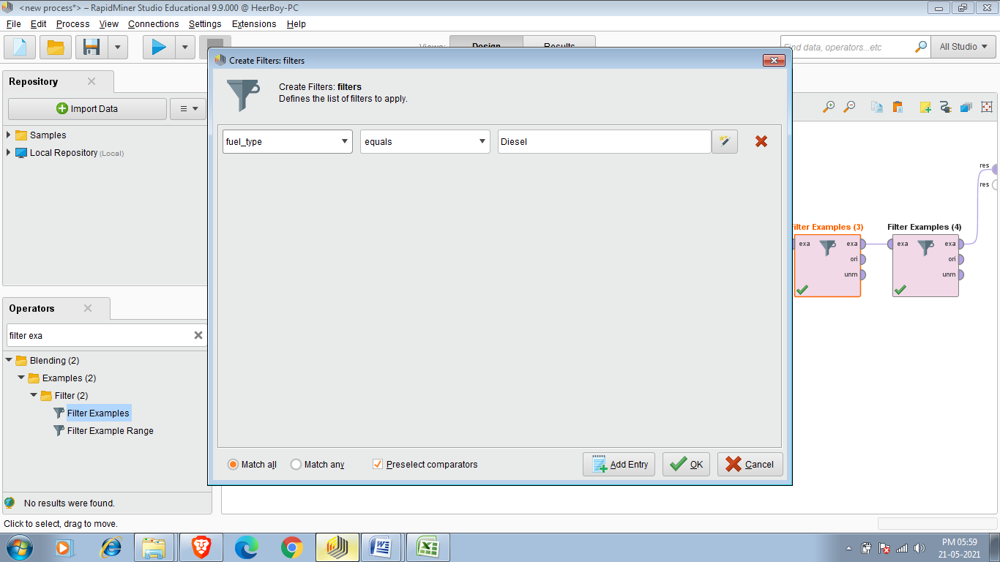 <new process*> – RapidMiner Studio Educational 9.9.000 @ HeerBoy-PC
File Edit Process View Connections Settings Extensions Help
Views: Design Results
Find data, operators...etc
All Studio
Repository
Import Data
Samples
Local Repository (Local)
Operators
filter exa
Blending (2)
Examples (2)
Filter (2)
Filter Examples
Filter Example Range
No results were found.
Click to select, drag to move.
Create Filters: filters
Create Filters: filters
Defines the list of filters to apply.
fuel_type equals Diesel
Match all Match any Preselect comparators Add Entry OK Cancel
res
res
Filter Examples (3) Filter Examples (4)
exa exa exa exa
ori ori
unm unm
PM 05:59
21-05-2021